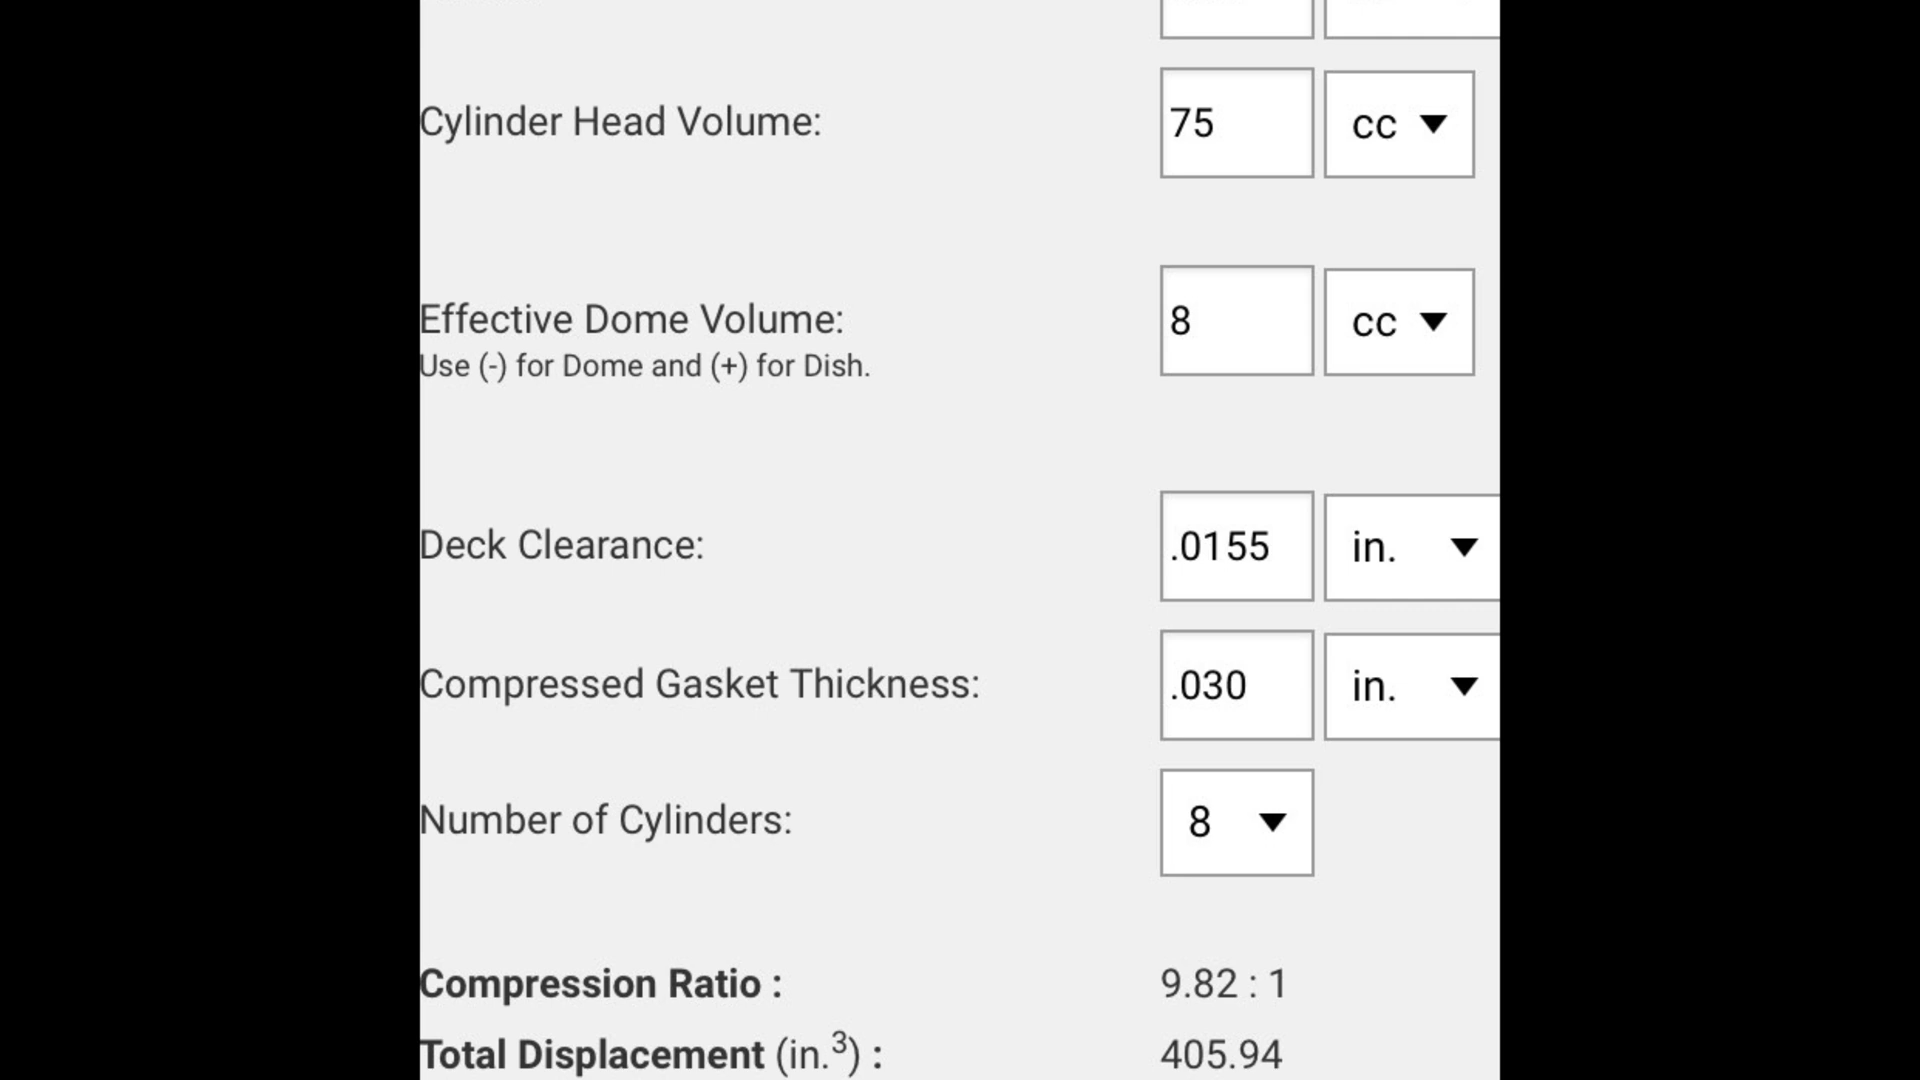 Cylinder Head Volume: 75 cc
Effective Dome Volume: 8 cc
Use (-) for Dome and (+) for Dish.
Deck Clearance: .0155 in.
Compressed Gasket Thickness: .030 in.
Number of Cylinders: 8
Compression Ratio : 9.82 : 1
Total Displacement (in.³) : 405.94